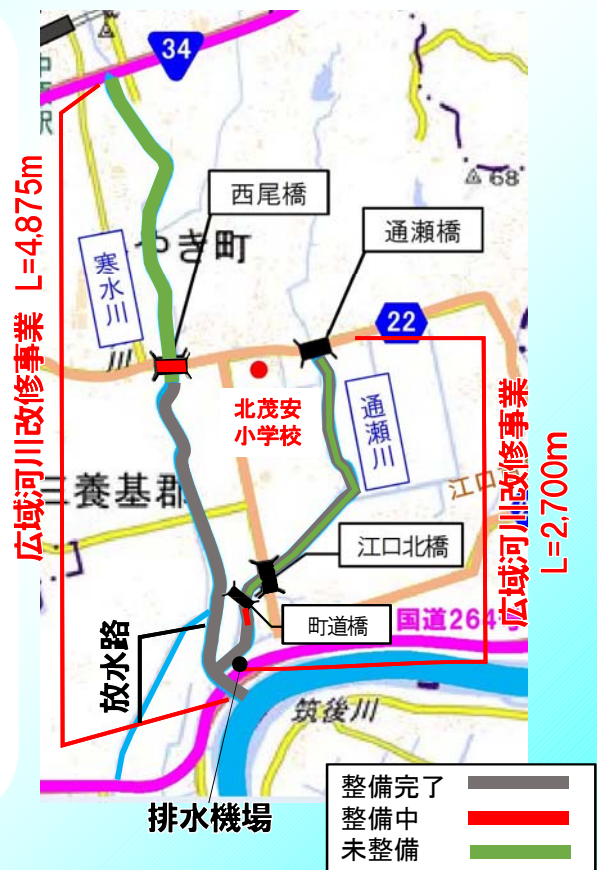 34
西尾橋
通瀬橋
やき町
寒水川
川
22
広域河川改修事業 L=4,875m
北茂安
小学校
通瀬川
広域河川改修事業
L=2,700m
三養基郡
江口
江口北橋
町道橋
国道264号
放水路
筑後川
排水機場
整備完了
整備中
未整備
68